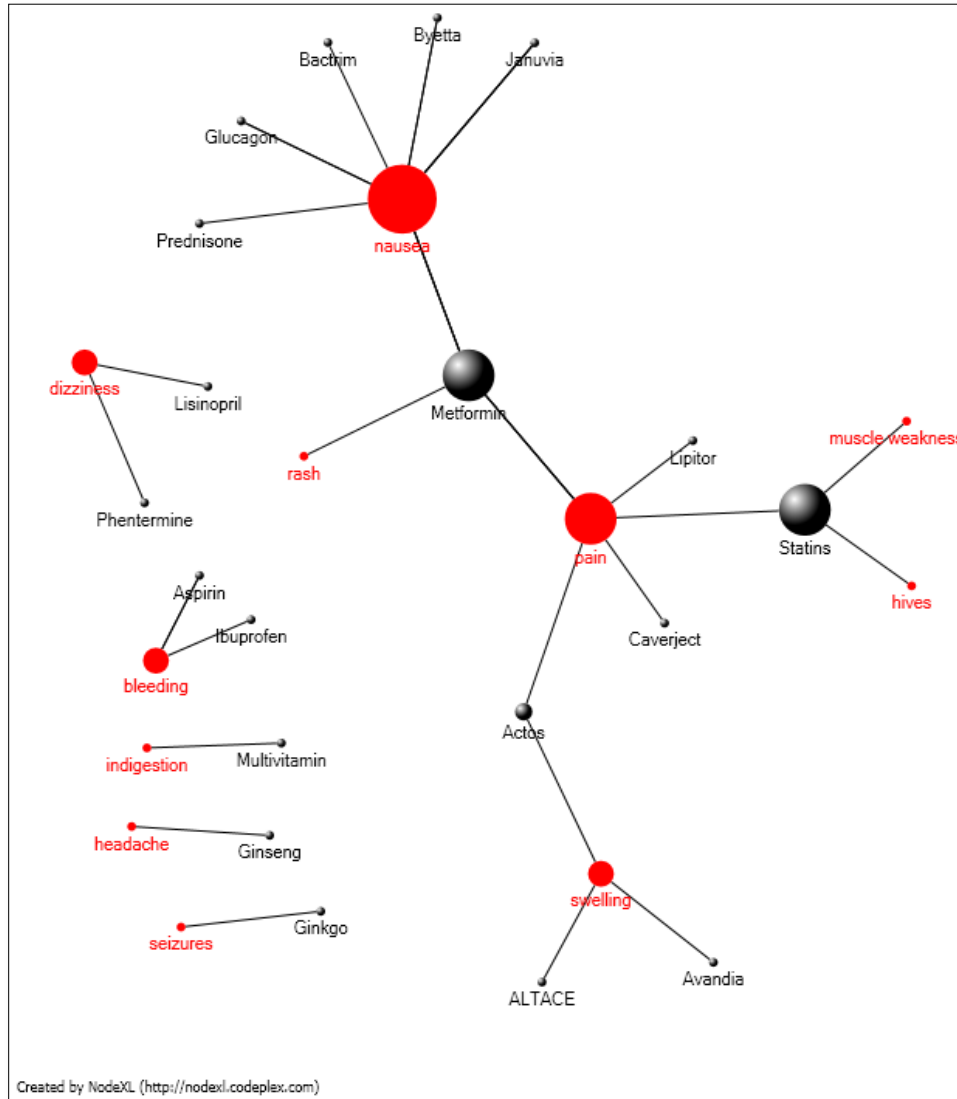 Byetta
Bactrim
Januvia
Glucagon
Prednisone
nausea
dizziness
Lisinopril
Metformin
muscle weakness
Lipitor
rash
Phentermine
Statins
pain
Aspirin
hives
Ibuprofen
Caverject
bleeding
Actos
indigestion
Multivitamin
headache
Ginseng
swelling
Ginkgo
seizures
Avandia
ALTACE
Created by NodeXL (http://nodexl.codeplex.com)